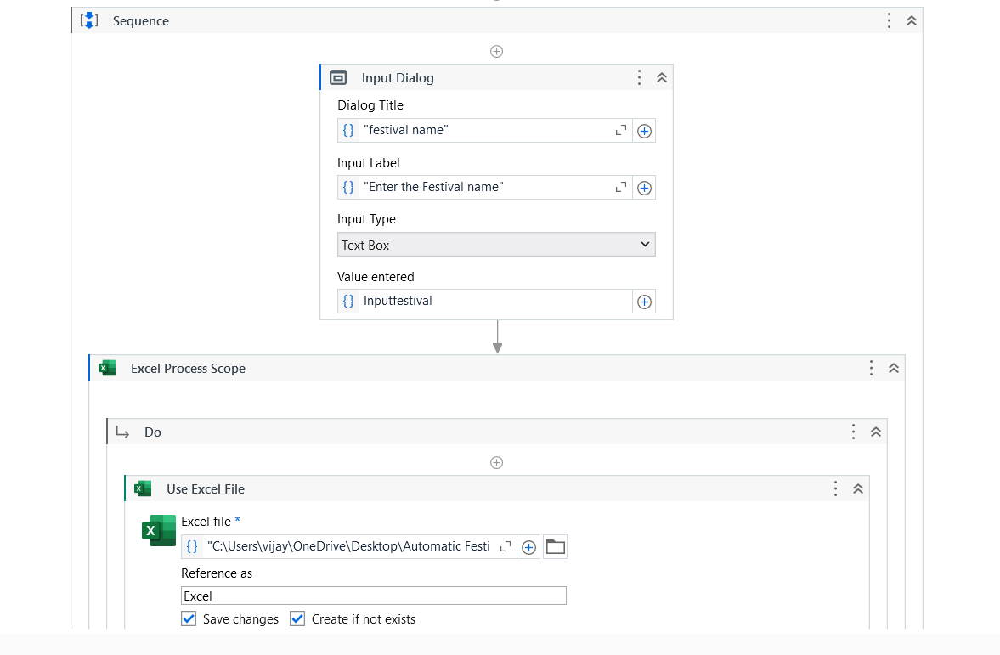 Sequence
Input Dialog
Dialog Title
{} "festival name"
Input Label
{} "Enter the Festival name"
Input Type
Text Box
Value entered
{} Inputfestival
Excel Process Scope
Do
Use Excel File
X Excel file *
{} "C:\Users\vijay\OneDrive\Desktop\Automatic Festi
Reference as
Excel
Save changes Create if not exists